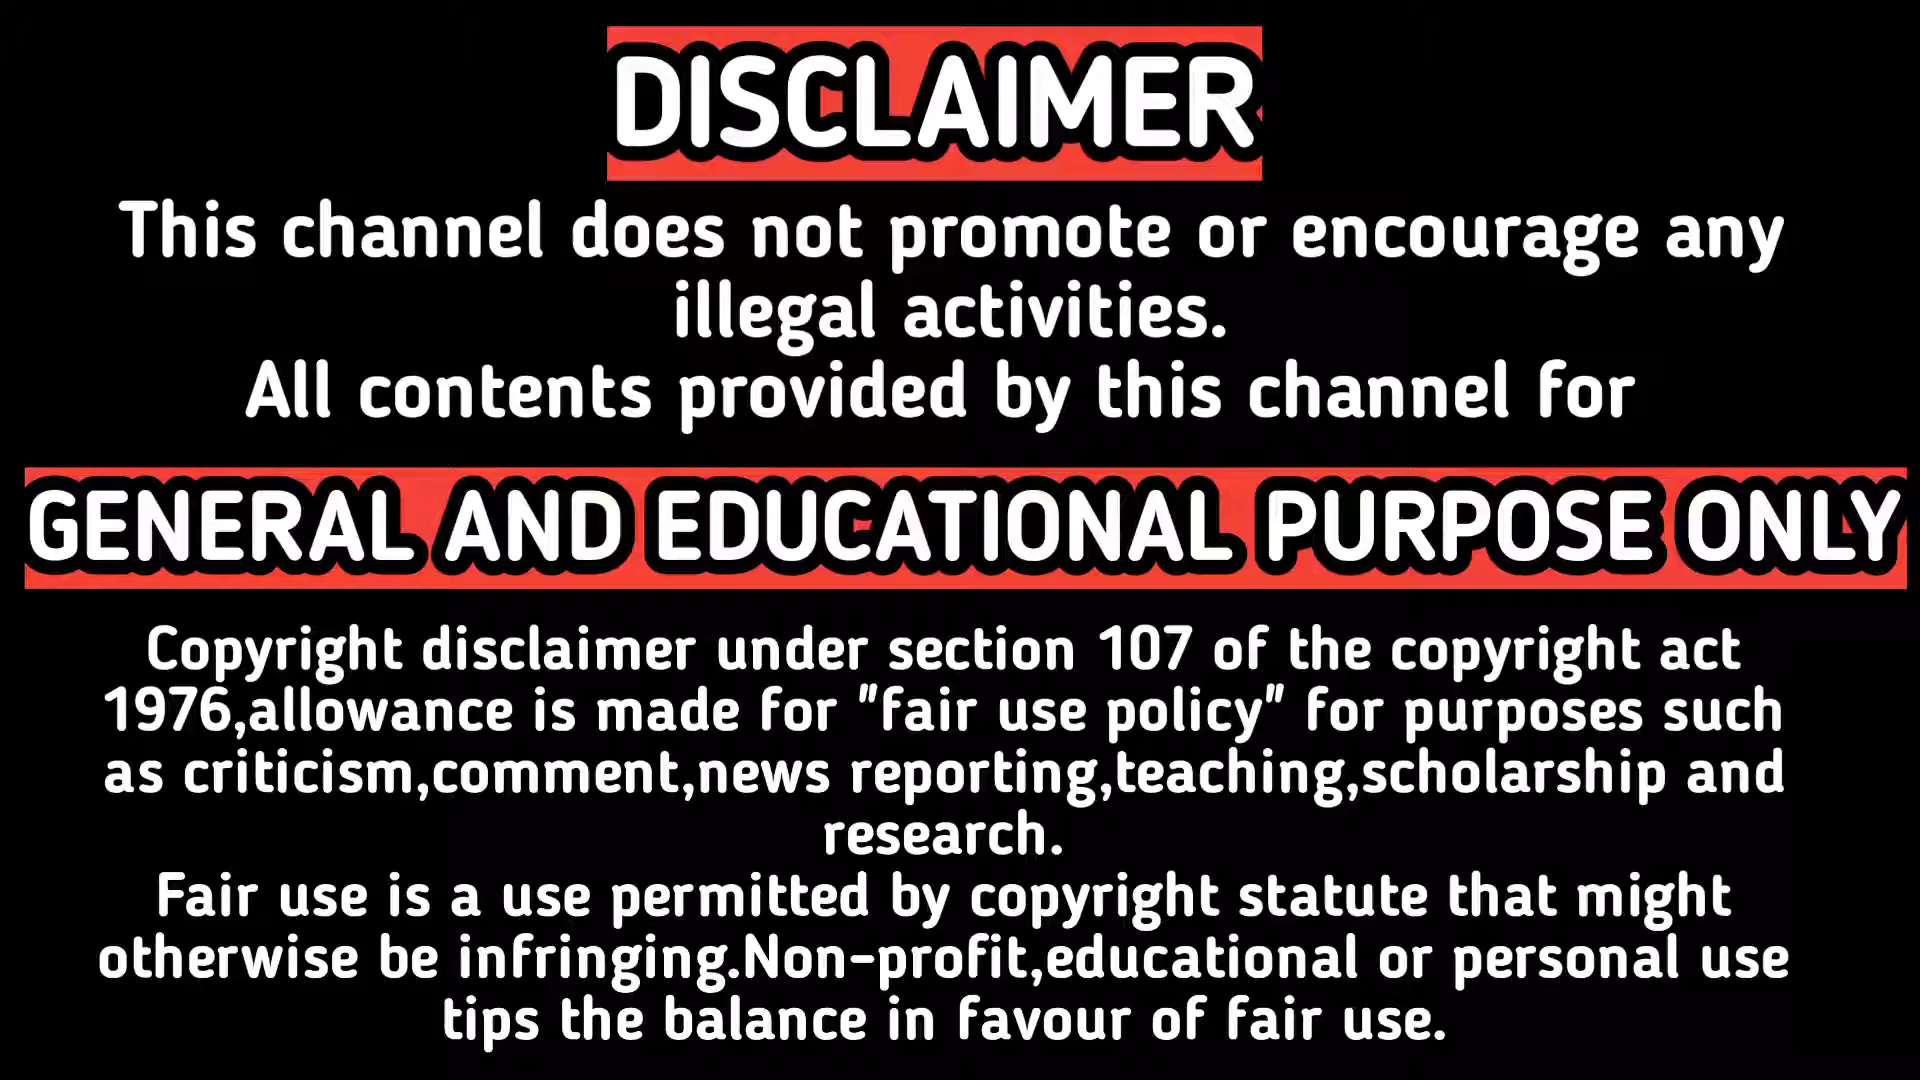 DISCLAIMER
This channel does not promote or encourage any
illegal activities.
All contents provided by this channel for
GENERAL AND EDUCATIONAL PURPOSE ONLY
Copyright disclaimer under section 107 of the copyright act
1976,allowance is made for "fair use policy" for purposes such
as criticism,comment,news reporting,teaching,scholarship and
research.
Fair use is a use permitted by copyright statute that might
otherwise be infringing.Non-profit,educational or personal use
tips the balance in favour of fair use.